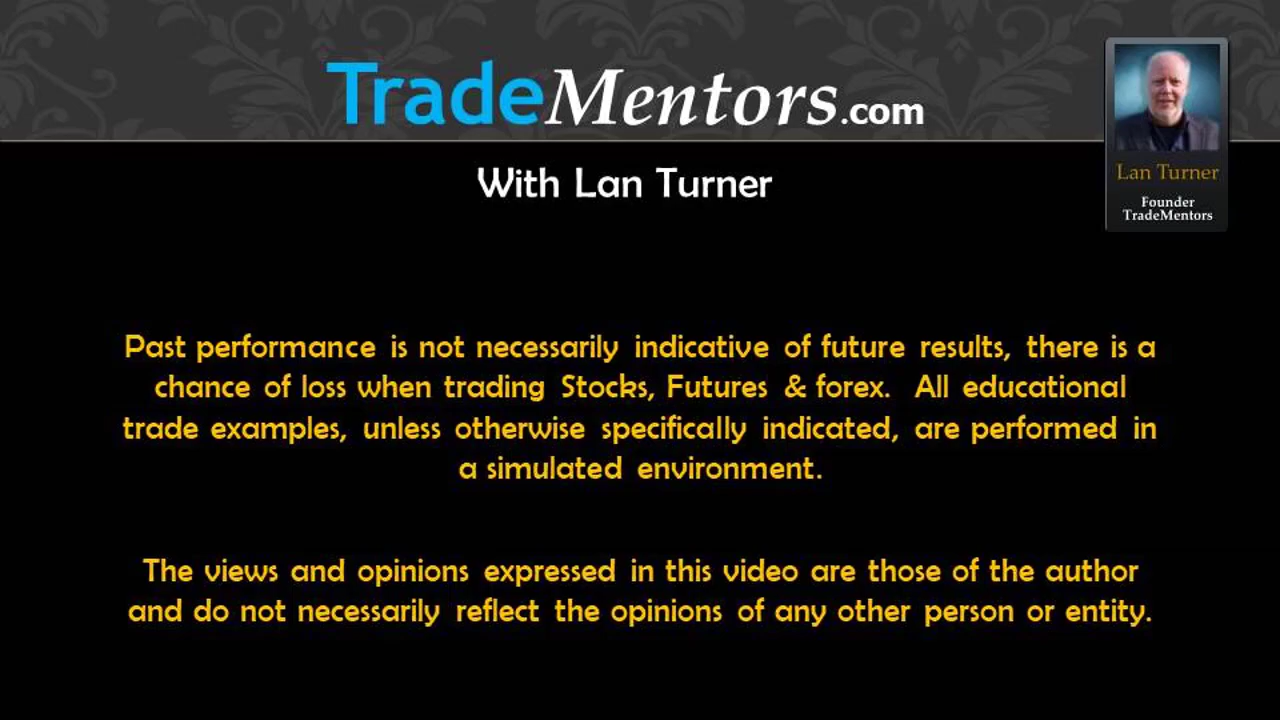 TradeMentors.com
With Lan Turner
Lan Turner
Founder
TradeMentors
Past performance is not necessarily indicative of future results, there is a
chance of loss when trading Stocks, Futures & forex. All educational
trade examples, unless otherwise specifically indicated, are performed in
a simulated environment.
The views and opinions expressed in this video are those of the author
and do not necessarily reflect the opinions of any other person or entity.